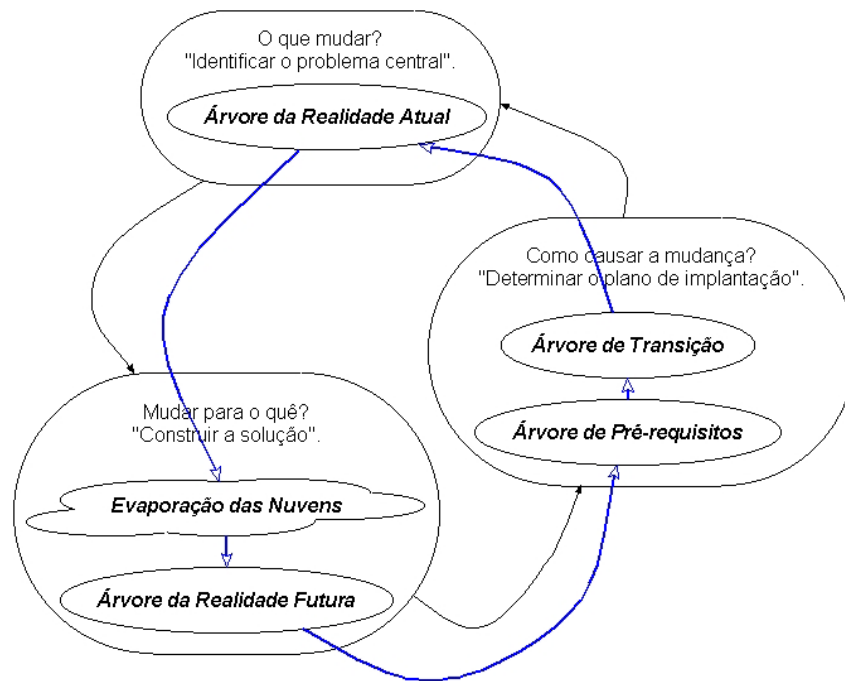 O que mudar?
"Identificar o problema central".
Árvore da Realidade Atual
Como causar a mudança?
"Determinar o plano de implantação".
Árvore de Transição
Árvore de Pré-requisitos
Mudar para o quê?
"Construir a solução".
Evaporação das Nuvens
Árvore da Realidade Futura